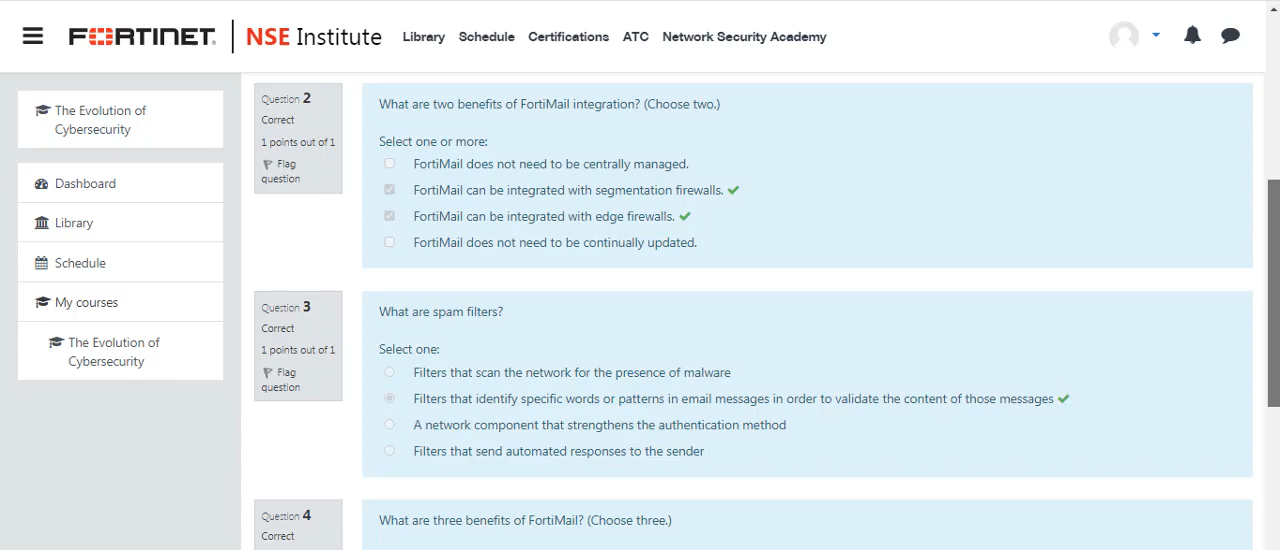 FORTINET NSE Institute Library Schedule Certifications ATC Network Security Academy
The Evolution of
Cybersecurity
Dashboard
Library
Schedule
My courses
The Evolution of
Cybersecurity
Question 2
Correct
1 points out of 1
Flag
question
What are two benefits of FortiMail integration? (Choose two.)
Select one or more:
FortiMail does not need to be centrally managed.
FortiMail can be integrated with segmentation firewalls.
FortiMail can be integrated with edge firewalls.
FortiMail does not need to be continually updated.
Question 3
Correct
1 points out of 1
Flag
question
What are spam filters?
Select one:
Filters that scan the network for the presence of malware
Filters that identify specific words or patterns in email messages in order to validate the content of those messages
A network component that strengthens the authentication method
Filters that send automated responses to the sender
Question 4
Correct
What are three benefits of FortiMail? (Choose three.)